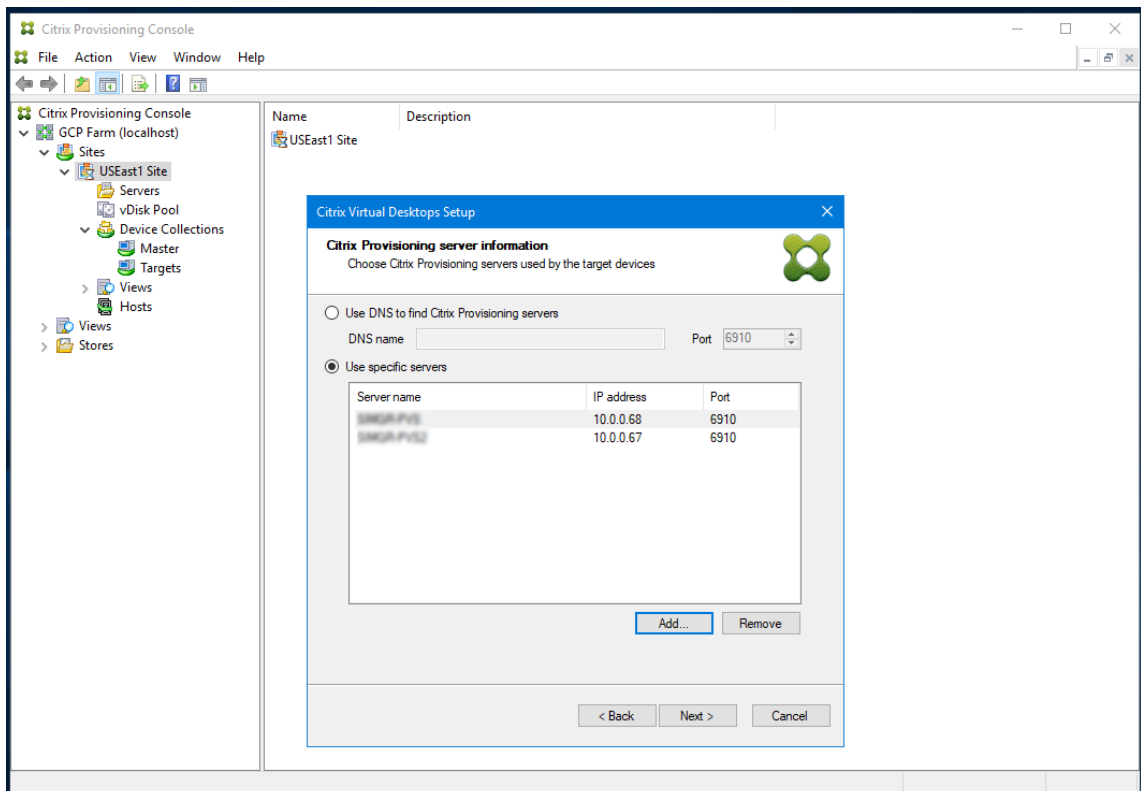 Citrix Provisioning Console
File Action View Window Help
Citrix Provisioning Console
GCP Farm (localhost)
Sites
USEast1 Site
Servers
vDisk Pool
Device Collections
Master
Targets
Views
Hosts
Views
Stores
Name Description
USEast1 Site
Citrix Virtual Desktops Setup
Citrix Provisioning server information
Choose Citrix Provisioning servers used by the target devices
Use DNS to find Citrix Provisioning servers
DNS name Port 6910
Use specific servers
Server name IP address Port
10.0.0.68 6910
10.0.0.67 6910
Add... Remove
< Back Next > Cancel